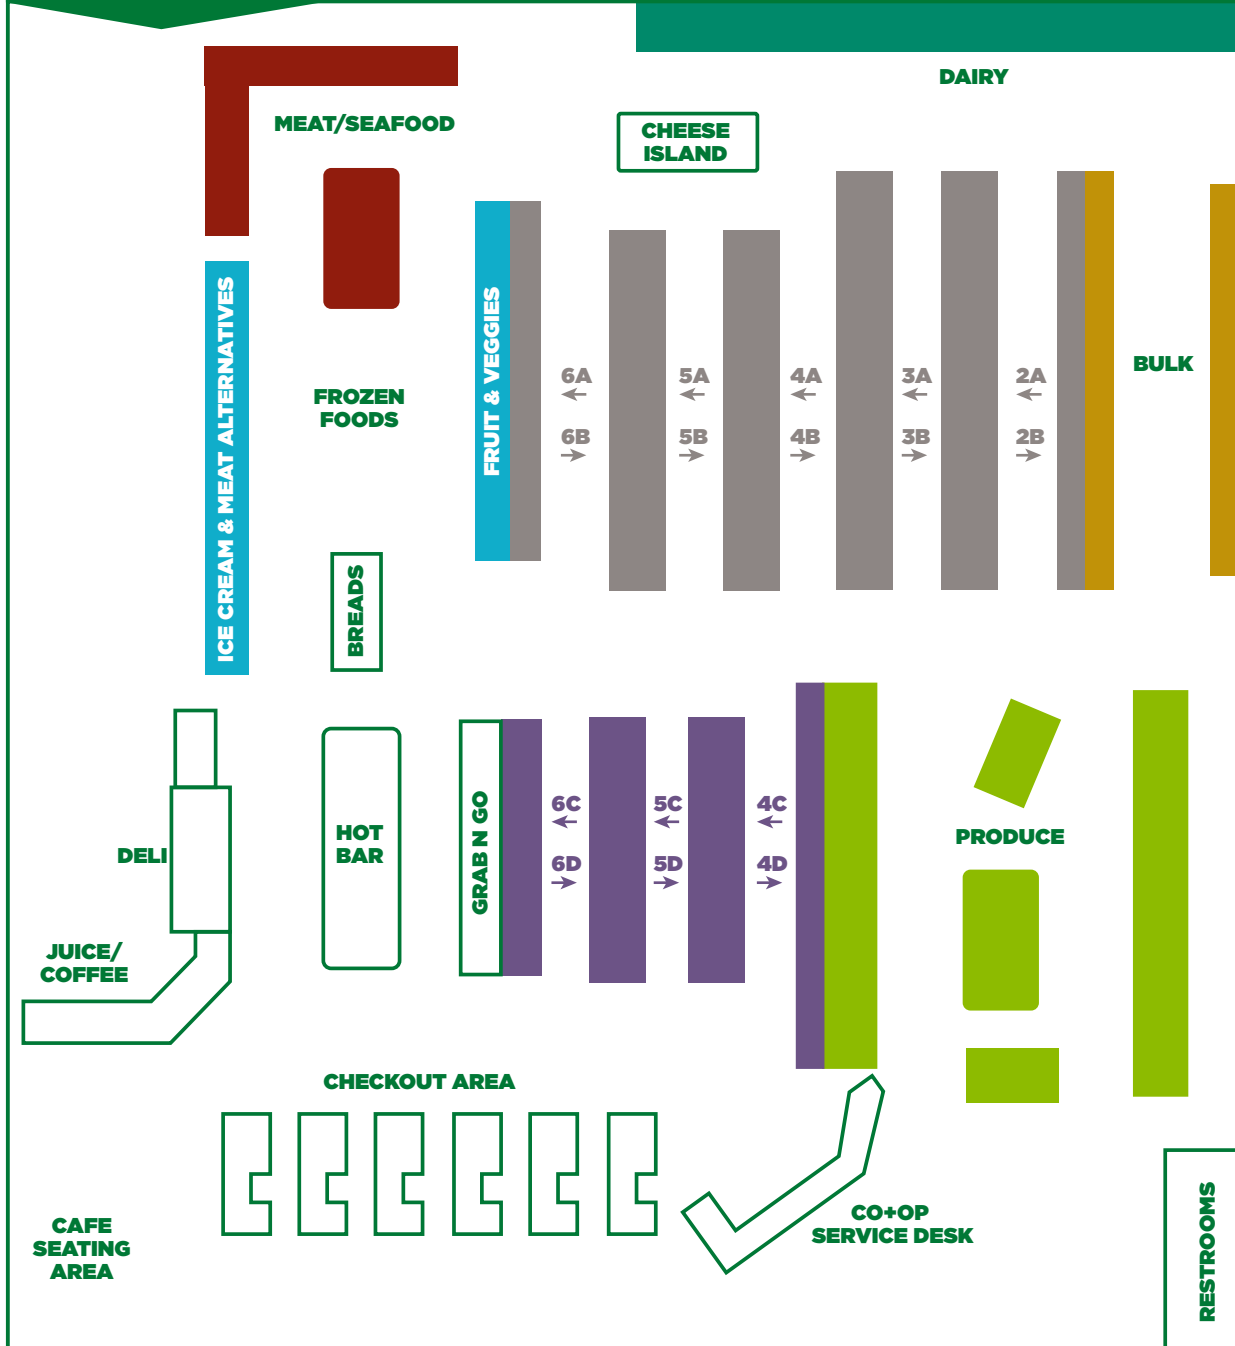 DAIRY
MEAT/SEAFOOD
CHEESE
ISLAND
ICE CREAM & MEAT ALTERNATIVES
FROZEN
FOODS
FRUIT & VEGGIES
6A
5A
4A
3A
2A
BULK
6B
5B
4B
3B
2B
BREADS
DELI
HOT
BAR
GRAB N GO
6C
5C
4C
6D
5D
4D
PRODUCE
JUICE/
COFFEE
CHECKOUT AREA
CAFE
SEATING
AREA
CO+OP
SERVICE DESK
RESTROOMS